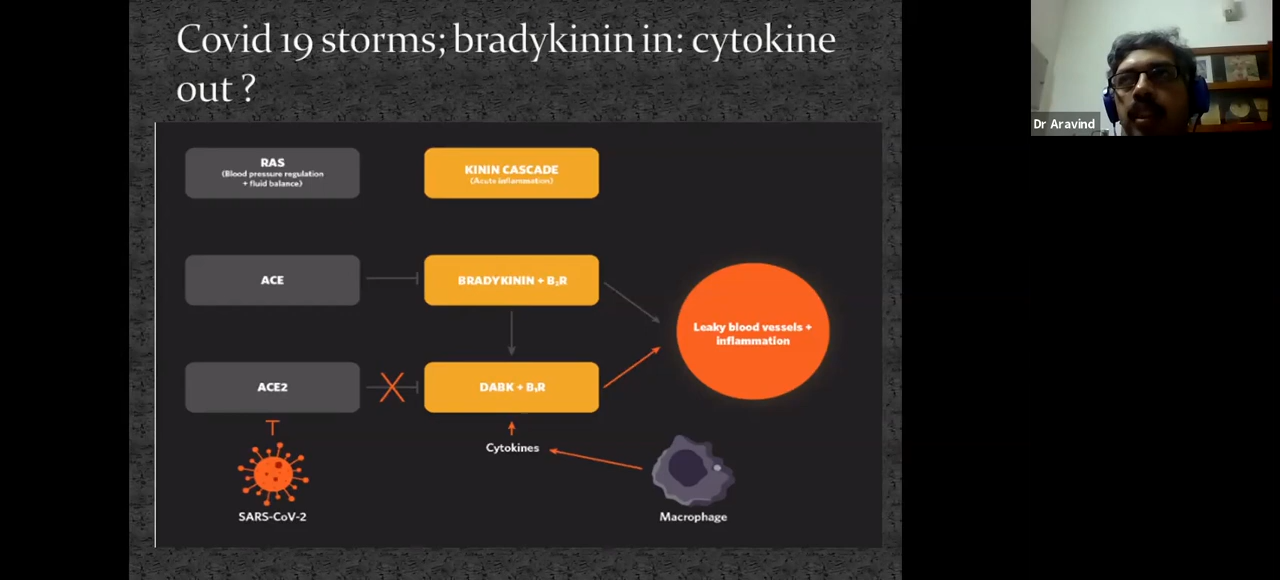 Covid 19 storms; bradykinin in: cytokine
out ?
Dr Aravind
RAS
(Blood pressure regulation
+ fluid balance)
KININ CASCADE
(Acute inflammation)
ACE
BRADYKININ + B₂R
Leaky blood vessels +
inflammation
ACE2
DABK + B₁R
Cytokines
SARS-CoV-2
Macrophage